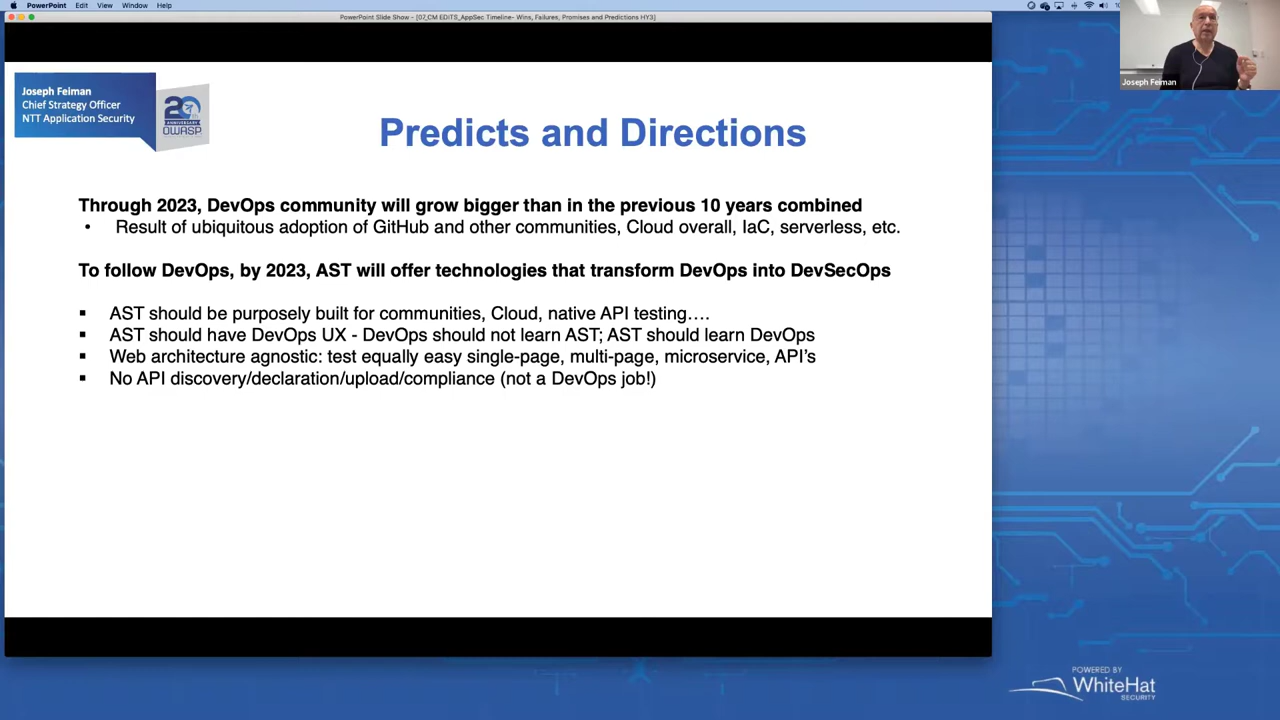 PowerPoint Edit View Window Help
PowerPoint Slide Show - [07_CM EDITS_AppSec Timeline- Wins, Failures, Promises and Predictions HY3]
Joseph Feiman
Chief Strategy Officer
NTT Application Security
20
ANNIVERSARY
OWASP
Joseph Feiman
Predicts and Directions
Through 2023, DevOps community will grow bigger than in the previous 10 years combined
• Result of ubiquitous adoption of GitHub and other communities, Cloud overall, IaC, serverless, etc.
To follow DevOps, by 2023, AST will offer technologies that transform DevOps into DevSecOps
▪ AST should be purposely built for communities, Cloud, native API testing….
▪ AST should have DevOps UX - DevOps should not learn AST; AST should learn DevOps
▪ Web architecture agnostic: test equally easy single-page, multi-page, microservice, API’s
▪ No API discovery/declaration/upload/compliance (not a DevOps job!)
POWERED BY
WhiteHat
SECURITY